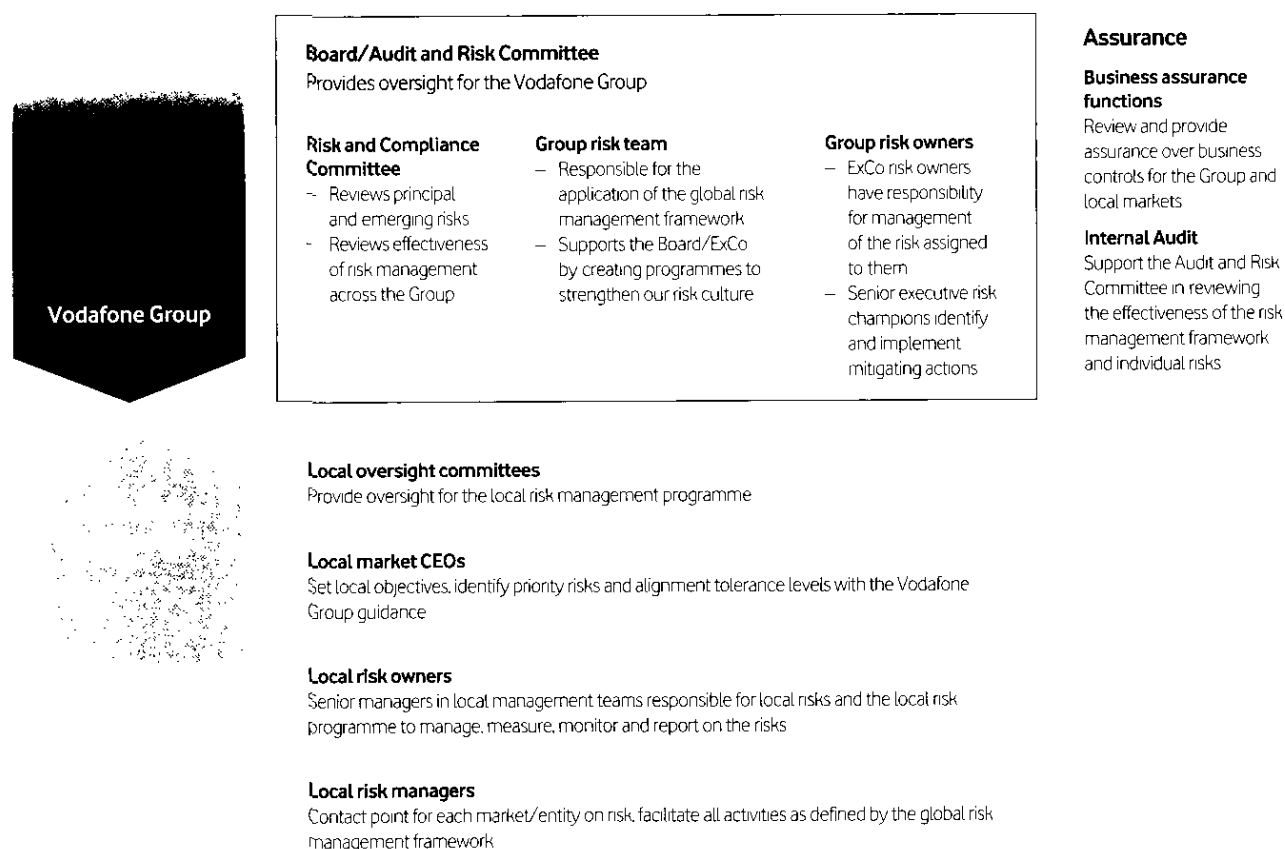 Board/Audit and Risk Committee
Provides oversight for the Vodafone Group
Risk and Compliance
Committee
– Reviews principal
and emerging risks
- Reviews effectiveness
of risk management
across the Group
Group risk team
– Responsible for the
application of the global risk
management framework
– Supports the Board/ExCo
by creating programmes to
strengthen our risk culture
Group risk owners
– ExCo risk owners
have responsibility
for management
of the risk assigned
to them
– Senior executive risk
champions identify
and implement
mitigating actions
Assurance
Business assurance
functions
Review and provide
assurance over business
controls for the Group and
local markets
Internal Audit
Support the Audit and Risk
Committee in reviewing
the effectiveness of the risk
management framework
and individual risks
Vodafone Group
Local oversight committees
Provide oversight for the local risk management programme
Local market CEOs
Set local objectives, identify priority risks and alignment tolerance levels with the Vodafone
Group guidance
Local risk owners
Senior managers in local management teams responsible for local risks and the local risk
programme to manage, measure, monitor and report on the risks
Local risk managers
Contact point for each market/entity on risk, facilitate all activities as defined by the global risk
management framework